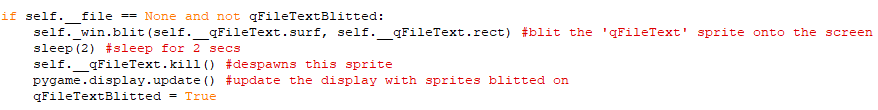 if self.__file == None and not qFileTextBlitted:
    self._win.blit(self.__qFileText.surf, self.__qFileText.rect) #blit the 'qFileText' sprite onto the screen
    sleep(2) #sleep for 2 secs
    self.__qFileText.kill() #despawns this sprite
    pygame.display.update() #update the display with sprites blitted on
    qFileTextBlitted = True